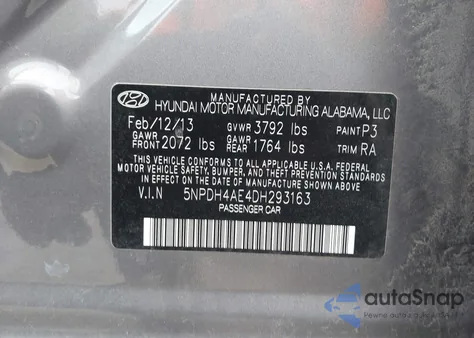 MANUFACTURED BY
HYUNDAI MOTOR MANUFACTURING ALABAMA, LLC
Feb/12/13 GVWR 3792 lbs PAINT P3
GAWR FRONT 2072 lbs GAWR REAR 1764 lbs TRIM RA
THIS VEHICLE CONFORMS TO ALL APPLICABLE U.S. FEDERAL
MOTOR VEHICLE SAFETY, BUMPER, AND THEFT PREVENTION
STANDARDS IN EFFECT ON THE DATE OF MANUFACTURE SHOWN ABOVE.
V.I.N 5NPDH4AE4DH293163
PASSENGER CAR
autoSnap
Pewne auto z